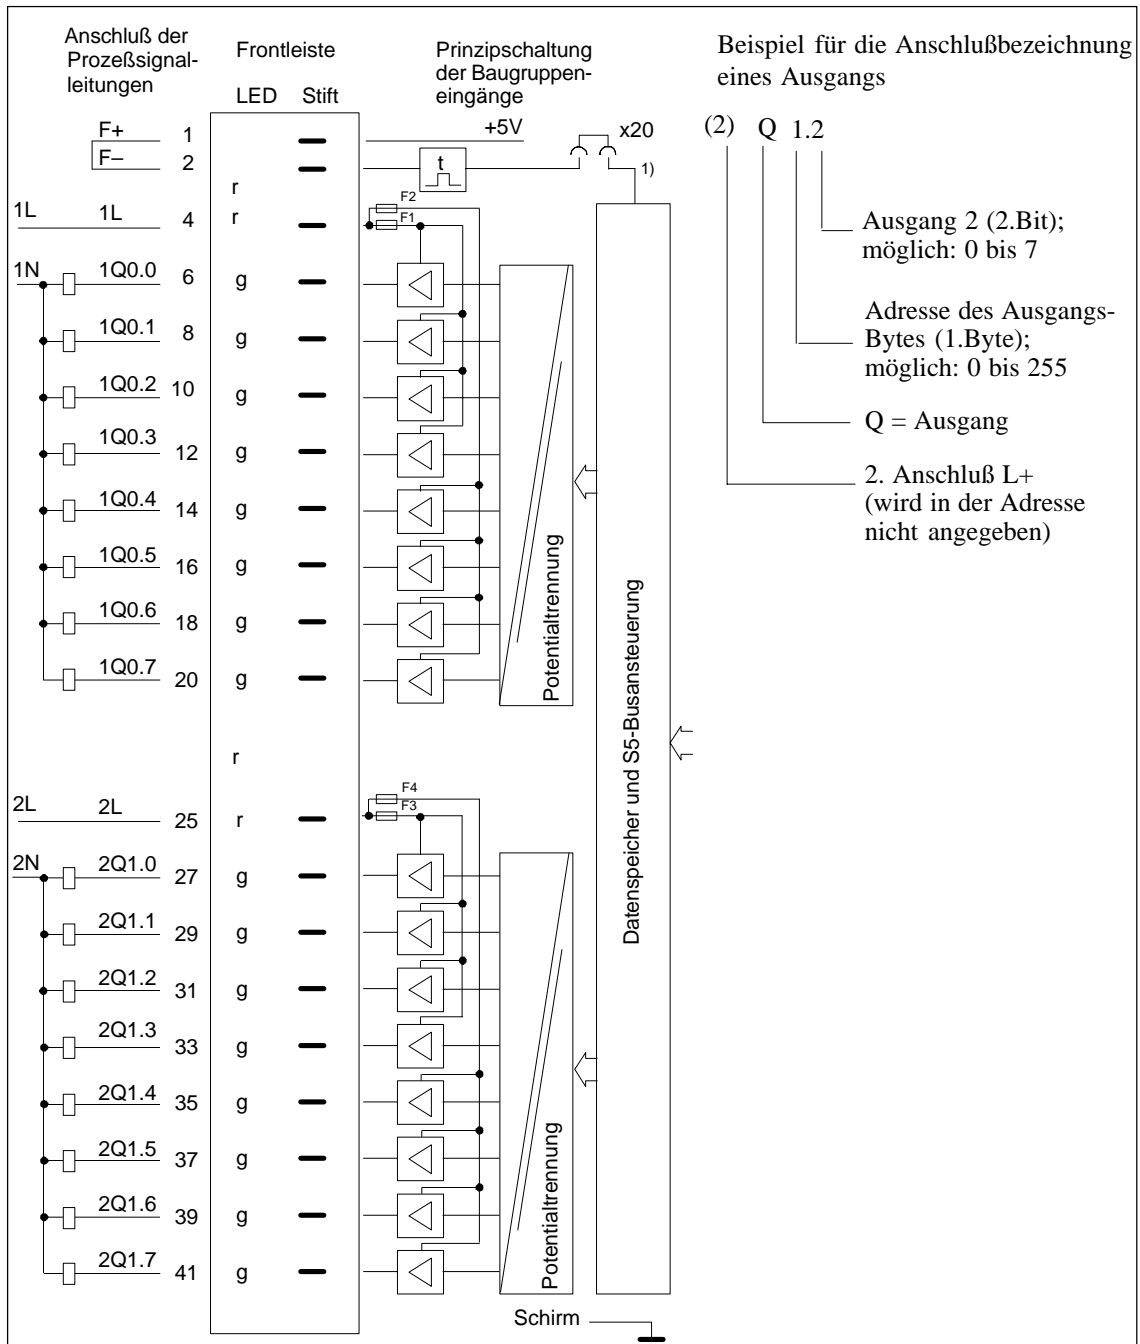 Anschluß der
Prozeßsignal-
leitungen
Frontleiste
LED Stift
Prinzipschaltung
der Baugruppen-
eingänge
Beispiel für die Anschlußbezeichnung
eines Ausgangs
(2) Q 1.2
Ausgang 2 (2.Bit);
möglich: 0 bis 7
Adresse des Ausgangs-
Bytes (1.Byte);
möglich: 0 bis 255
Q = Ausgang
2. Anschluß L+
(wird in der Adresse
nicht angegeben)
F+ 1 +5V x20
F– 2 t 1)
r
F2
1L 1L 4 r F1
1N 1Q0.0 6 g
1Q0.1 8 g
1Q0.2 10 g
1Q0.3 12 g
1Q0.4 14 g
1Q0.5 16 g
1Q0.6 18 g
1Q0.7 20 g
Potentialtrennung
Datenspeicher und S5-Busansteuerung
r
F4
2L 2L 25 r F3
2N 2Q1.0 27 g
2Q1.1 29 g
2Q1.2 31 g
2Q1.3 33 g
2Q1.4 35 g
2Q1.5 37 g
2Q1.6 39 g
2Q1.7 41 g
Potentialtrennung
Schirm